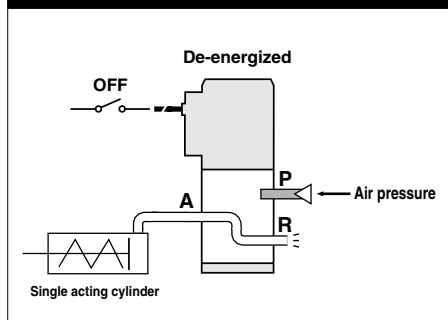 De-energized
OFF
P
Air pressure
A
R
Single acting cylinder